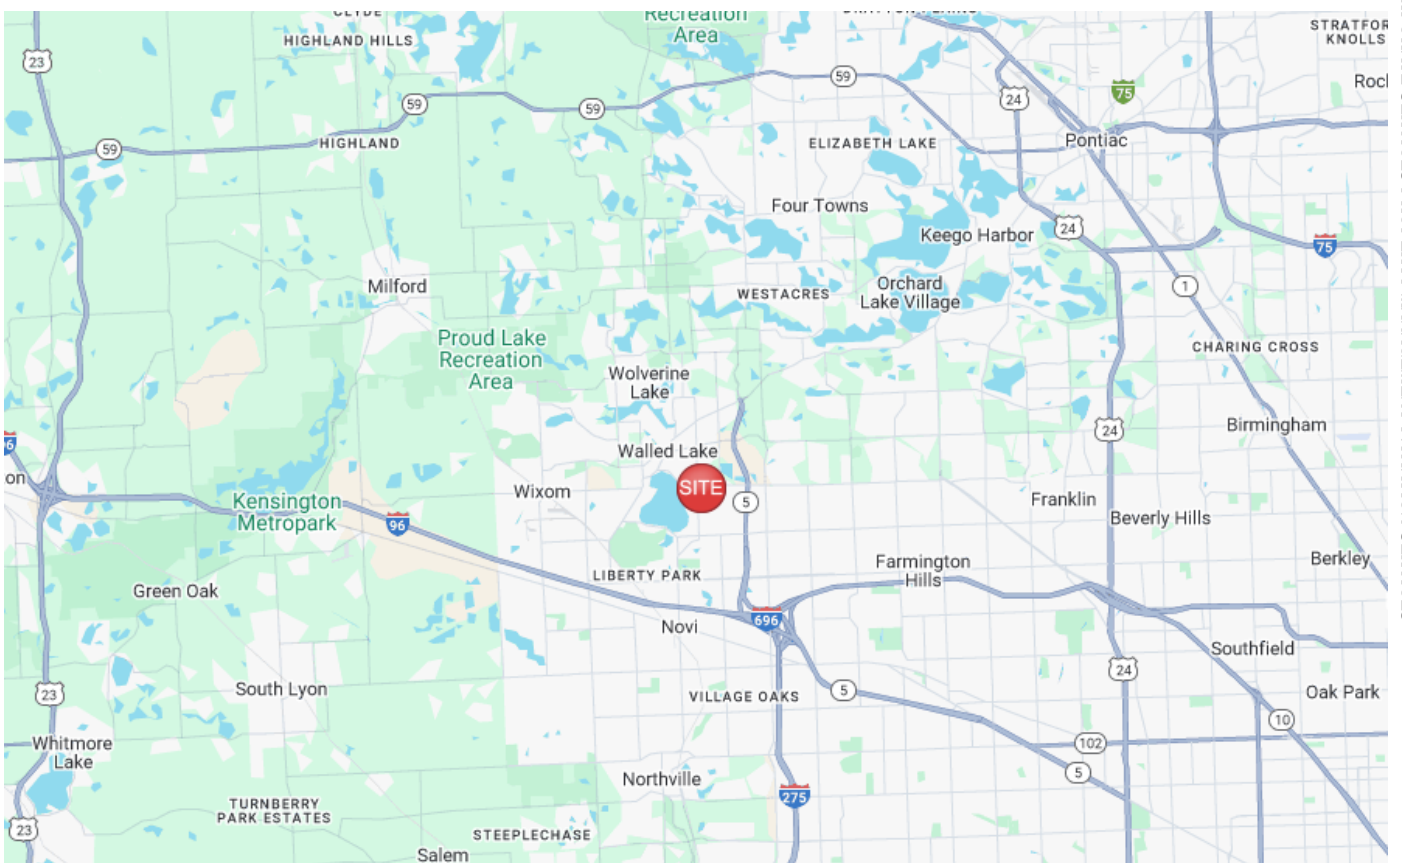 CLYDE
HIGHLAND HILLS
Recreation
Area
STRATFOR
KNOLLS
23
59
24
75
Roc
59
59
59
HIGHLAND
ELIZABETH LAKE
Pontiac
Four Towns
24
Keego Harbor
75
Milford
WESTACRES
Orchard
Lake Village
1
Proud Lake
Recreation
Area
CHARING CROSS
Wolverine
Lake
24
Birmingham
Walled Lake
on
Wixom
SITE
5
Franklin
Kensington
Metropark
96
Beverly Hills
Berkley
Farmington
Hills
LIBERTY PARK
Green Oak
696
Novi
Southfield
24
23
South Lyon
VILLAGE OAKS
5
Oak Park
10
Whitmore
Lake
102
5
Northville
275
TURNBERRY
PARK ESTATES
23
STEEPLECHASE
Salem